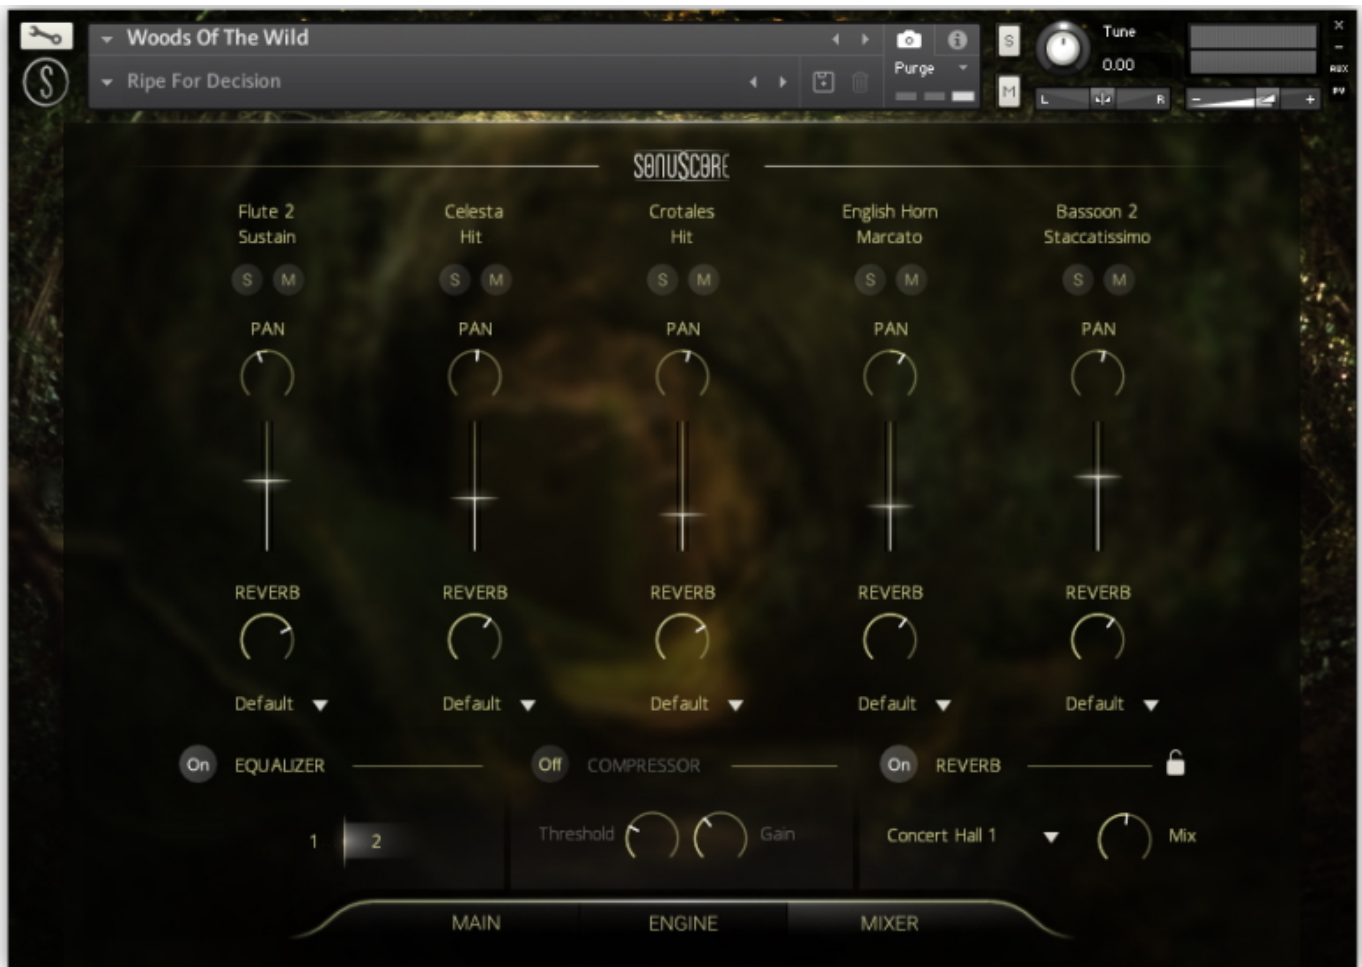 Woods Of The Wild
S
Tune
0.00
Purge
Ripe For Decision
M
L
R
-
+
×
-
AUX
PV
S
SONUSCORE
Flute 2 Celesta Crotales English Horn Bassoon 2
Sustain Hit Hit Marcato Staccatissimo
S M S M S M S M S M
PAN PAN PAN PAN PAN
REVERB REVERB REVERB REVERB REVERB
Default Default Default Default Default
On EQUALIZER Off COMPRESSOR On REVERB
1 2 Threshold Gain Concert Hall 1 Mix
MAIN ENGINE MIXER